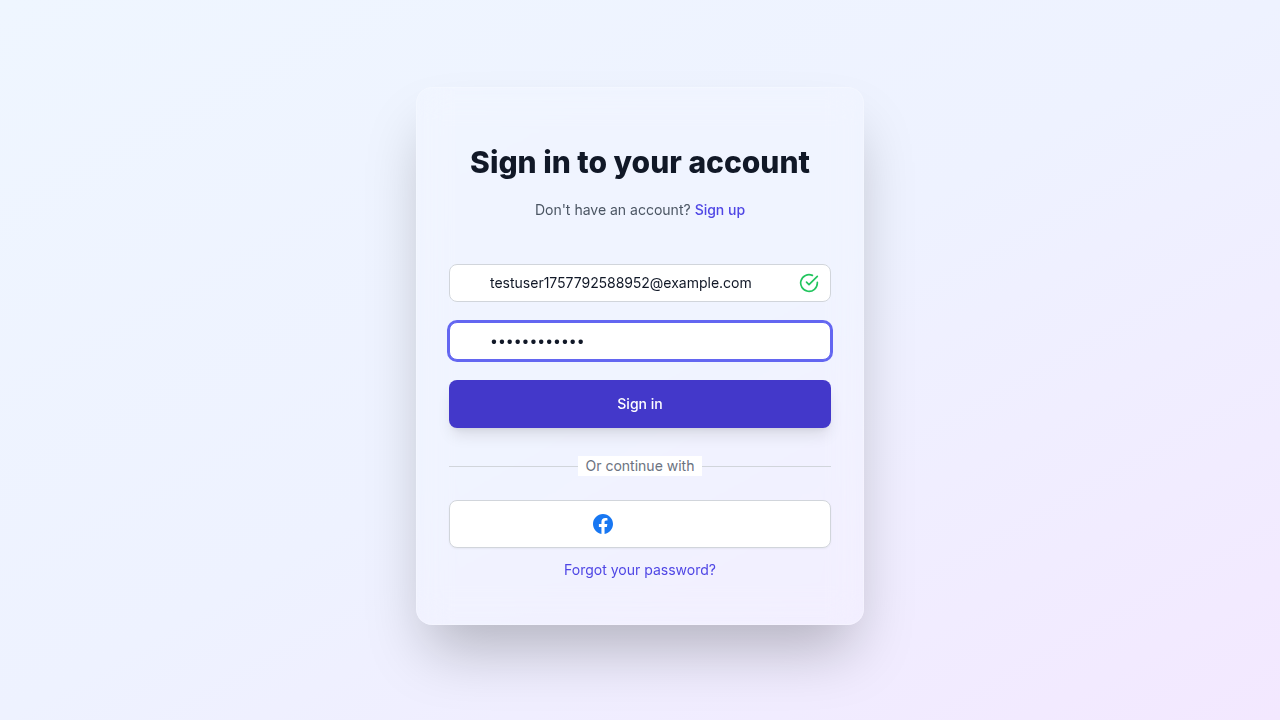 Sign in to your account
Don't have an account? Sign up
testuser1757792588952@example.com
••••••••••••
Sign in
Or continue with
Forgot your password?